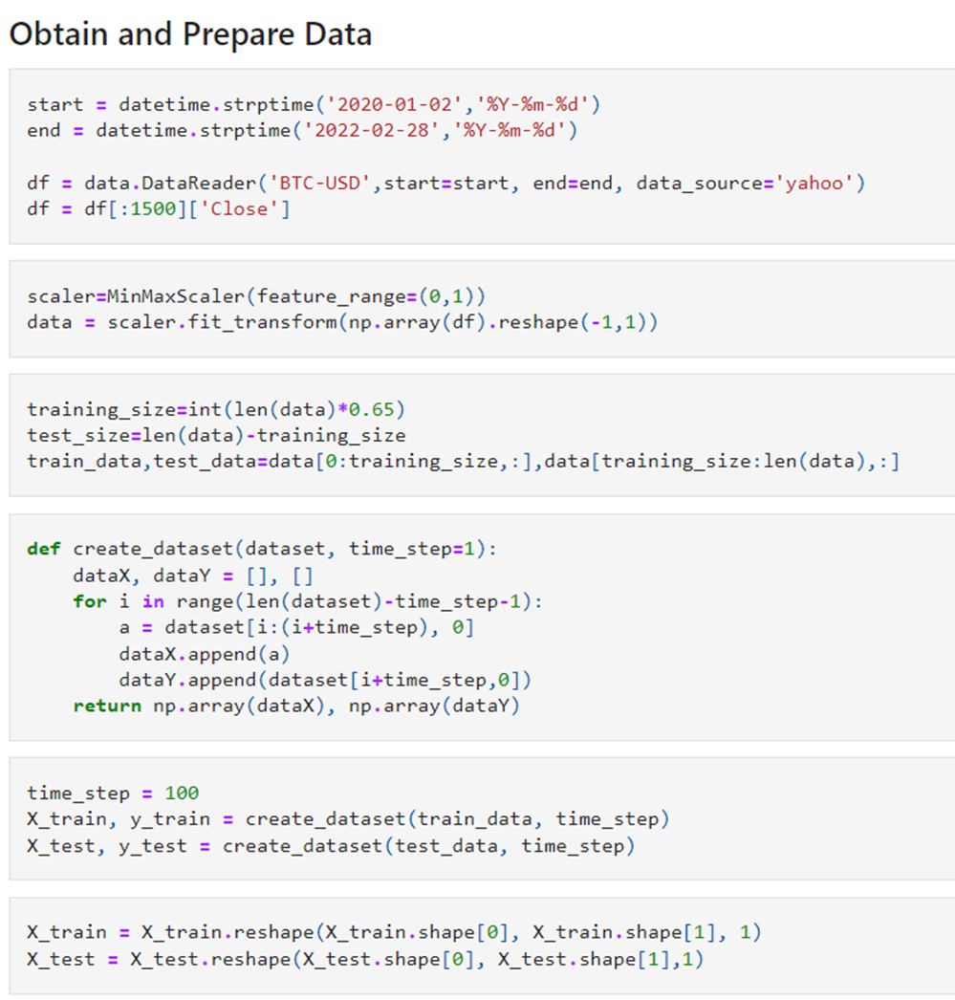 Obtain and Prepare Data
start = datetime.strptime('2020-01-02','%Y-%m-%d')
end = datetime.strptime('2022-02-28','%Y-%m-%d')
df = data.DataReader('BTC-USD',start=start, end=end, data_source='yahoo')
df = df[:1500]['Close']
scaler=MinMaxScaler(feature_range=(0,1))
data = scaler.fit_transform(np.array(df).reshape(-1,1))
training_size=int(len(data)*0.65)
test_size=len(data)-training_size
train_data,test_data=data[0:training_size,:],data[training_size:len(data),:]
def create_dataset(dataset, time_step=1):
    dataX, dataY = [], []
    for i in range(len(dataset)-time_step-1):
        a = dataset[i:(i+time_step), 0]
        dataX.append(a)
        dataY.append(dataset[i+time_step,0])
    return np.array(dataX), np.array(dataY)
time_step = 100
X_train, y_train = create_dataset(train_data, time_step)
X_test, y_test = create_dataset(test_data, time_step)
X_train = X_train.reshape(X_train.shape[0], X_train.shape[1], 1)
X_test = X_test.reshape(X_test.shape[0], X_test.shape[1],1)